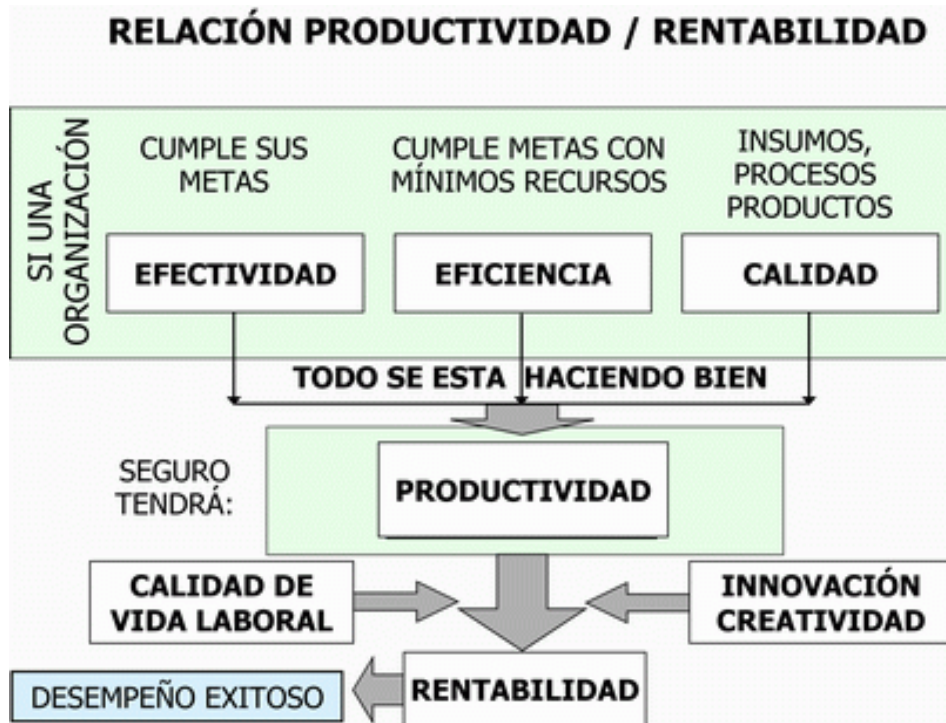 RELACIÓN PRODUCTIVIDAD / RENTABILIDAD
SI UNA
ORGANIZACIÓN
CUMPLE SUS
METAS
EFECTIVIDAD
CUMPLE METAS CON
MÍNIMOS RECURSOS
EFICIENCIA
INSUMOS,
PROCESOS
PRODUCTOS
CALIDAD
TODO SE ESTA HACIENDO BIEN
SEGURO
TENDRÁ:
PRODUCTIVIDAD
CALIDAD DE
VIDA LABORAL
INNOVACIÓN
CREATIVIDAD
RENTABILIDAD
DESEMPEÑO EXITOSO